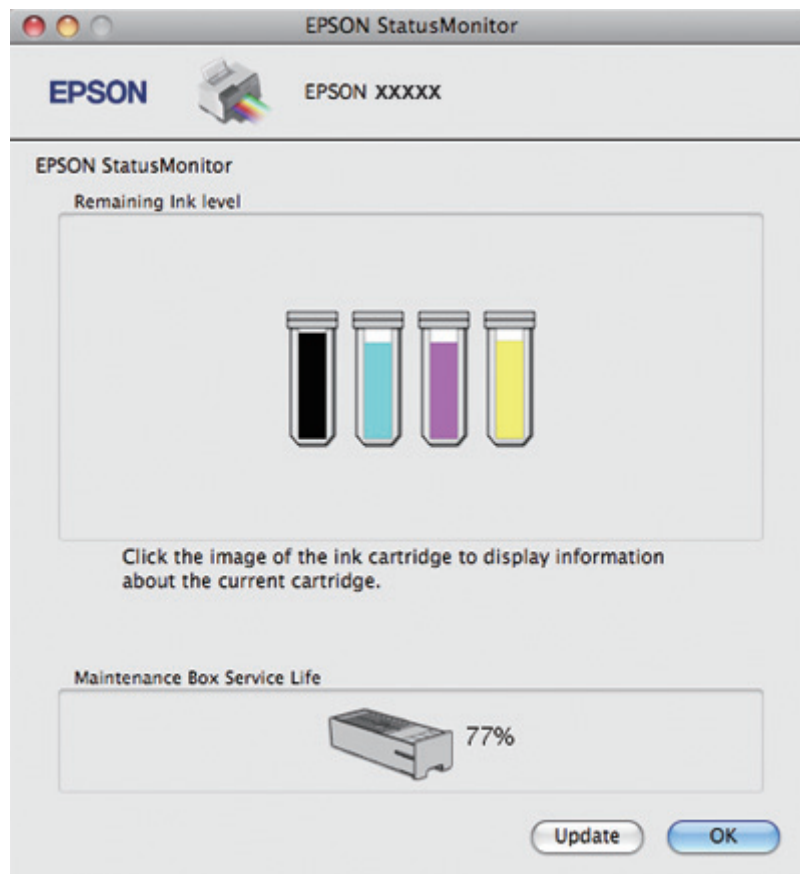 EPSON StatusMonitor
EPSON EPSON XXXXX
EPSON StatusMonitor
Remaining Ink level
Click the image of the ink cartridge to display information
about the current cartridge.
Maintenance Box Service Life
77%
Update OK